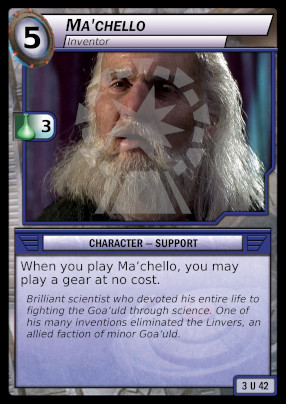 5
MA'CHELLO
Inventor
3
CHARACTER – SUPPORT
When you play Ma'chello, you may
play a gear at no cost.
Brilliant scientist who devoted his entire life to
fighting the Goa'uld through science. One of
his many inventions eliminated the Linvers, an
allied faction of minor Goa'uld.
3 U 42